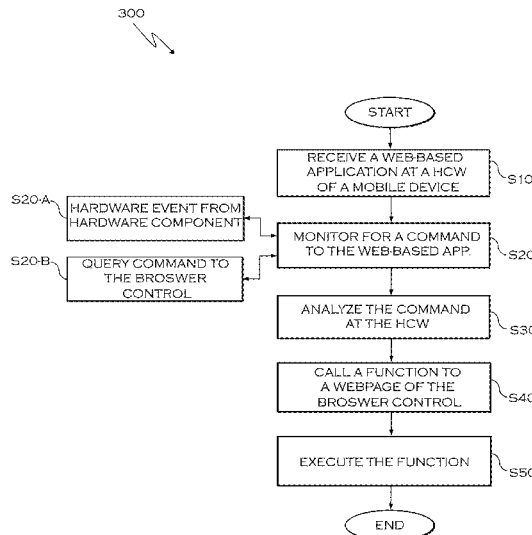 300
START
RECEIVE A WEB-BASED
APPLICATION AT A HCW
OF A MOBILE DEVICE
S10
S20-A
HARDWARE EVENT FROM
HARDWARE COMPONENT
MONITOR FOR A COMMAND
TO THE WEB-BASED APP.
S20
S20-B
QUERY COMMAND TO
THE BROSWER
CONTROL
ANALYZE THE COMMAND
AT THE HCW
S30
CALL A FUNCTION TO
A WEBPAGE OF THE
BROSWER CONTROL
S40
EXECUTE THE FUNCTION
S50
END